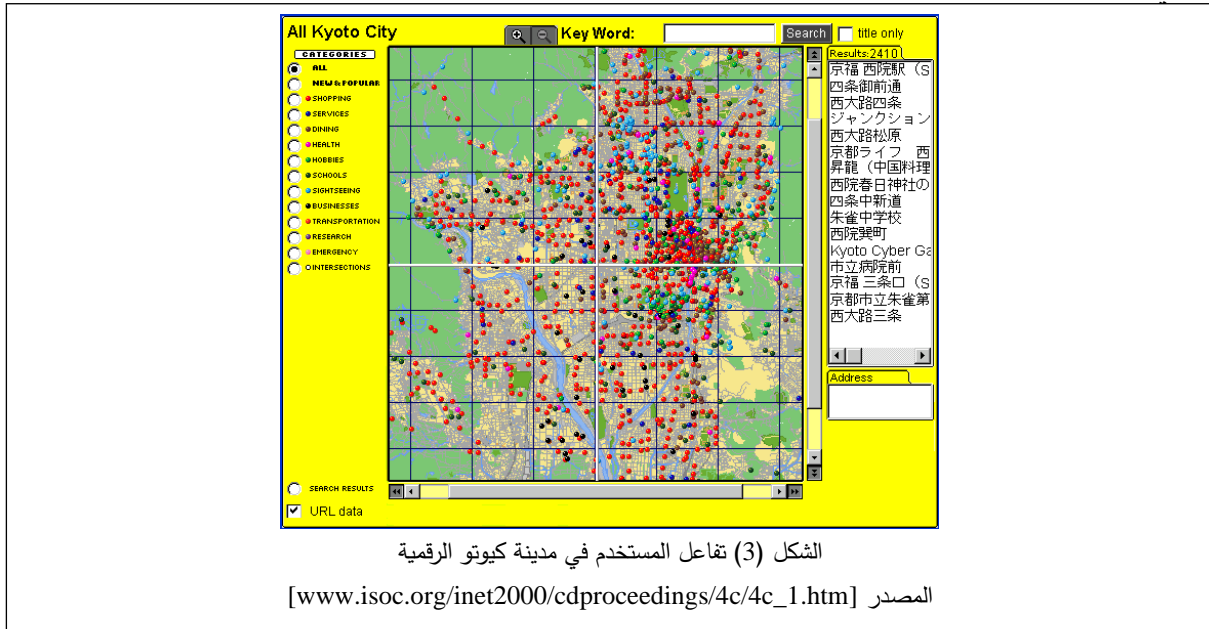 All Kyoto City
Key Word:
Search
title only
CATEGORIES
ALL
NEW & POPULAR
SHOPPING
SERVICES
DINING
HEALTH
HOBBIES
SCHOOLS
SIGHTSEEING
BUSINESSES
TRANSPORTATION
RESEARCH
EMERGENCY
INTERSECTIONS
SEARCH RESULTS
URL data
Results:2410
京福 西院駅 (S
四条御前通
西大路四条
ジャンクション
西大路松原
京都ライフ 西
昇龍 (中国料理
西院春日神社の
四条中新道
朱雀中学校
西院巽町
Kyoto Cyber Ga
市立病院前
京福 三条口 (S
京都市立朱雀第
西大路三条
Address
الشكل (3) تفاعل المستخدم في مدينة كيوتو الرقمية
المصدر [www.isoc.org/inet2000/cdproceedings/4c/4c_1.htm]